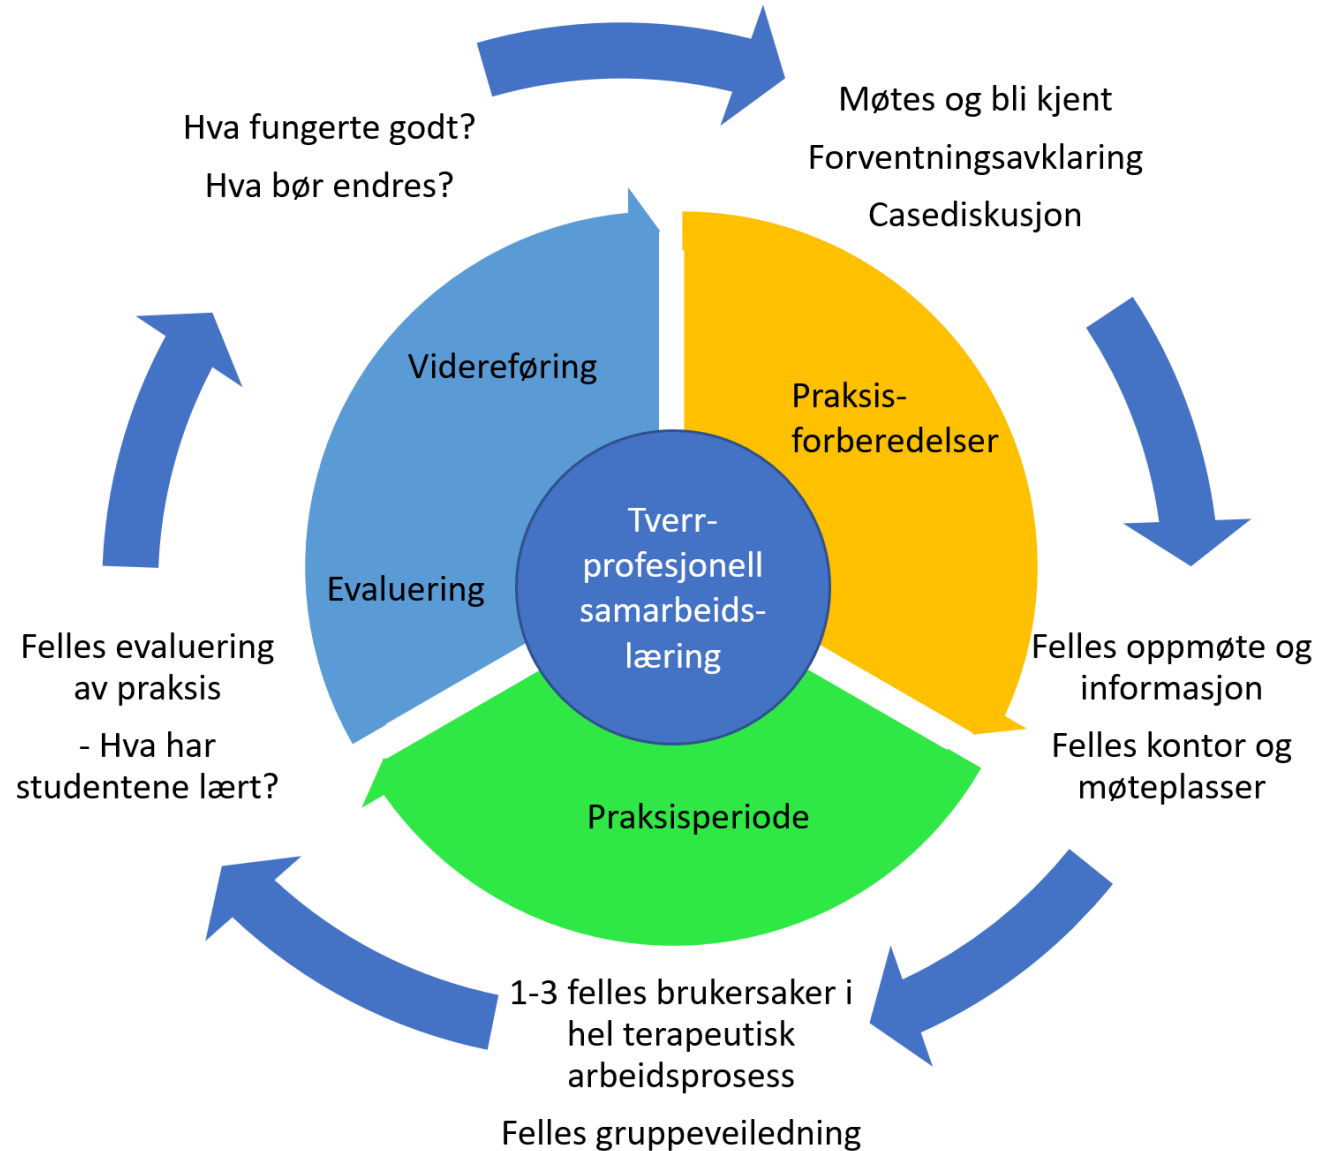 Hva fungerte godt?
Hva bør endres?
Møtes og bli kjent
Forventningsavklaring
Casediskusjon
Videreføring
Praksis-
forberedelser
Tverr-
profesjonell
samarbeids-
læring
Evaluering
Felles evaluering
av praksis
- Hva har
studentene lært?
Felles oppmøte og
informasjon
Felles kontor og
møteplasser
Praksisperiode
1-3 felles brukersaker i
hel terapeutisk
arbeidsprosess
Felles gruppeveiledning